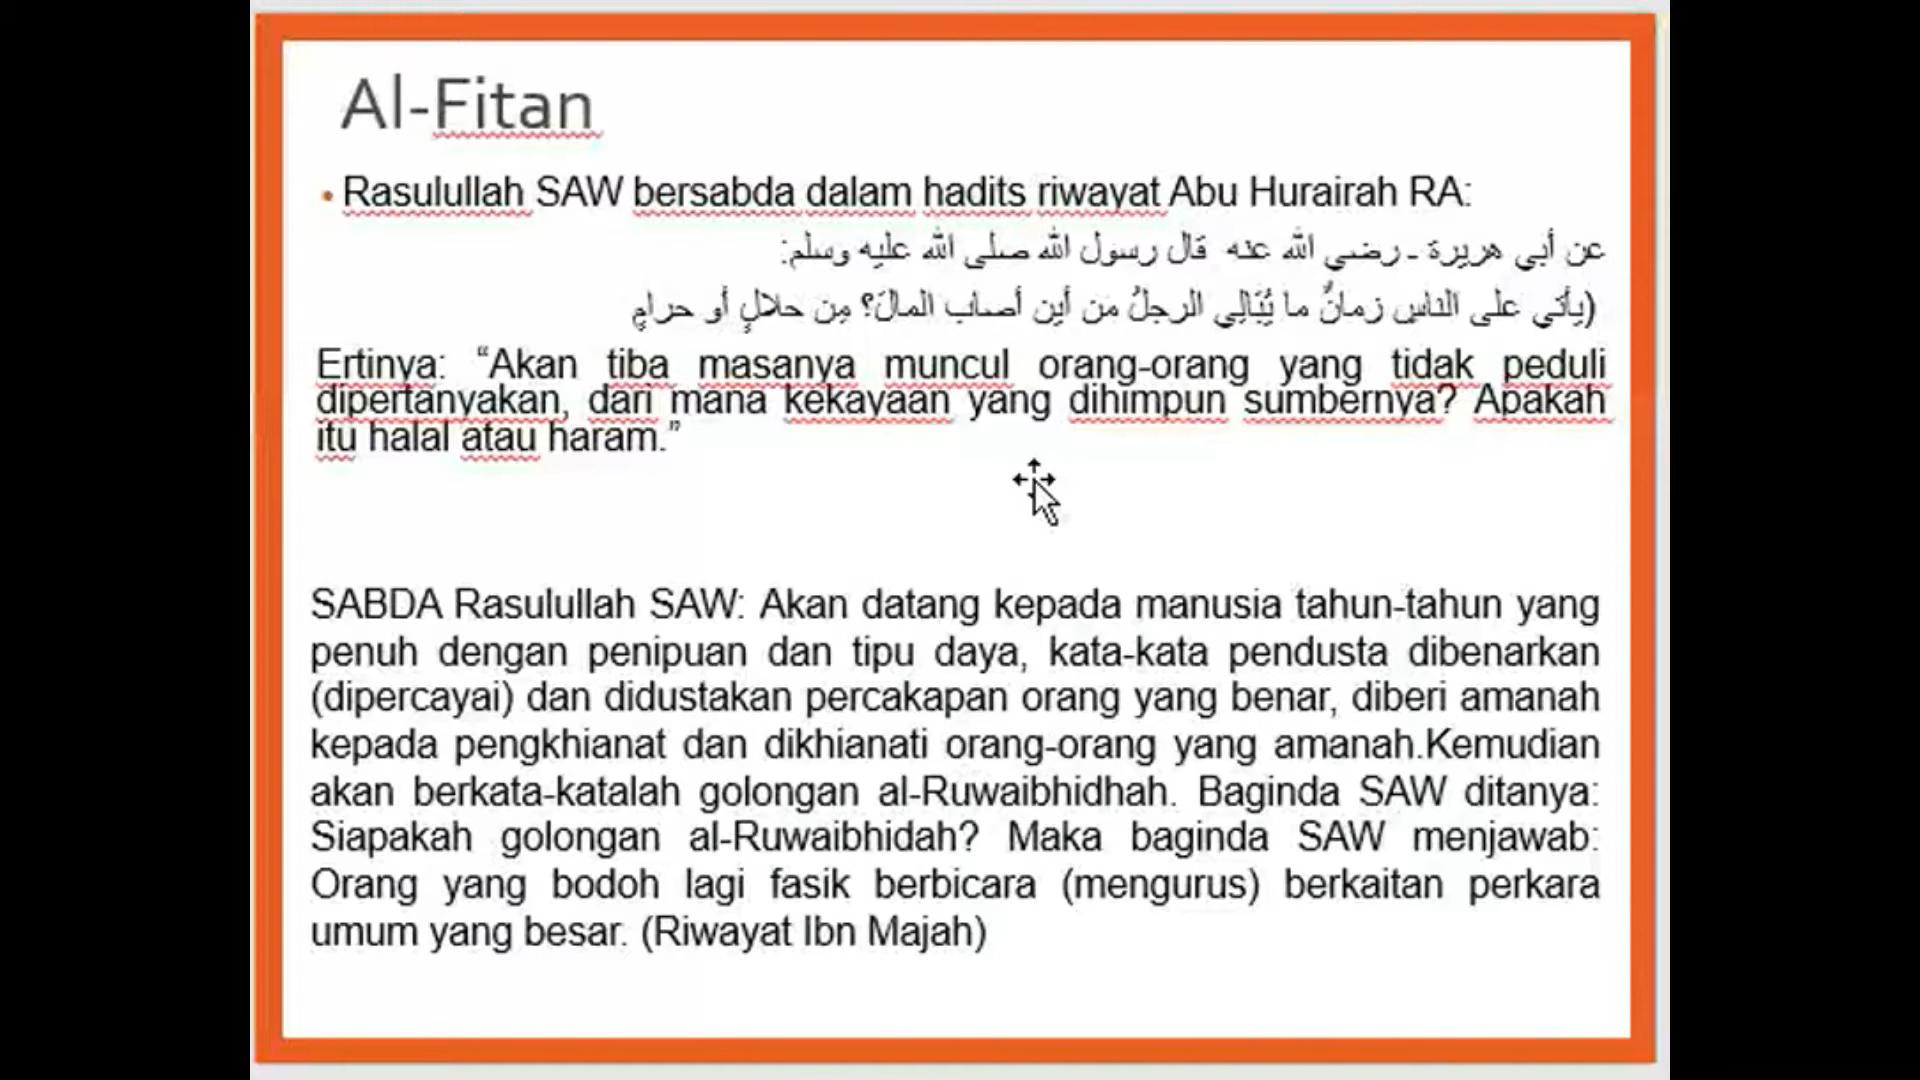 Al-Fitan
• Rasulullah SAW bersabda dalam hadits riwayat Abu Hurairah RA:
عن أبي هريرة ـ رضي الله عنه قال رسول الله صلى الله عليه وسلم:
(يأتي على الناسِ زمانٌ ما يُبَالِي الرجلُ من أين أصاب المالَ؟ مِن حلالٍ أو حرامٍ
Ertinya: “Akan tiba masanya muncul orang-orang yang tidak peduli
dipertanyakan, dari mana kekayaan yang dihimpun sumbernya? Apakah
itu halal atau haram.”
SABDA Rasulullah SAW: Akan datang kepada manusia tahun-tahun yang
penuh dengan penipuan dan tipu daya, kata-kata pendusta dibenarkan
(dipercayai) dan didustakan percakapan orang yang benar, diberi amanah
kepada pengkhianat dan dikhianati orang-orang yang amanah.Kemudian
akan berkata-katalah golongan al-Ruwaibhidhah. Baginda SAW ditanya:
Siapakah golongan al-Ruwaibhidah? Maka baginda SAW menjawab:
Orang yang bodoh lagi fasik berbicara (mengurus) berkaitan perkara
umum yang besar. (Riwayat Ibn Majah)